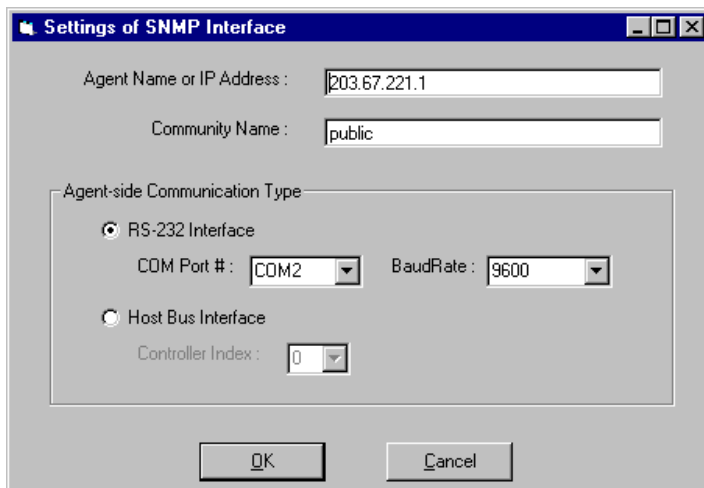 Settings of SNMP Interface
Agent Name or IP Address : 203.67.221.1
Community Name : public
Agent-side Communication Type
RS-232 Interface
COM Port # : COM2 BaudRate : 9600
Host Bus Interface
Controller Index : 0
OK Cancel